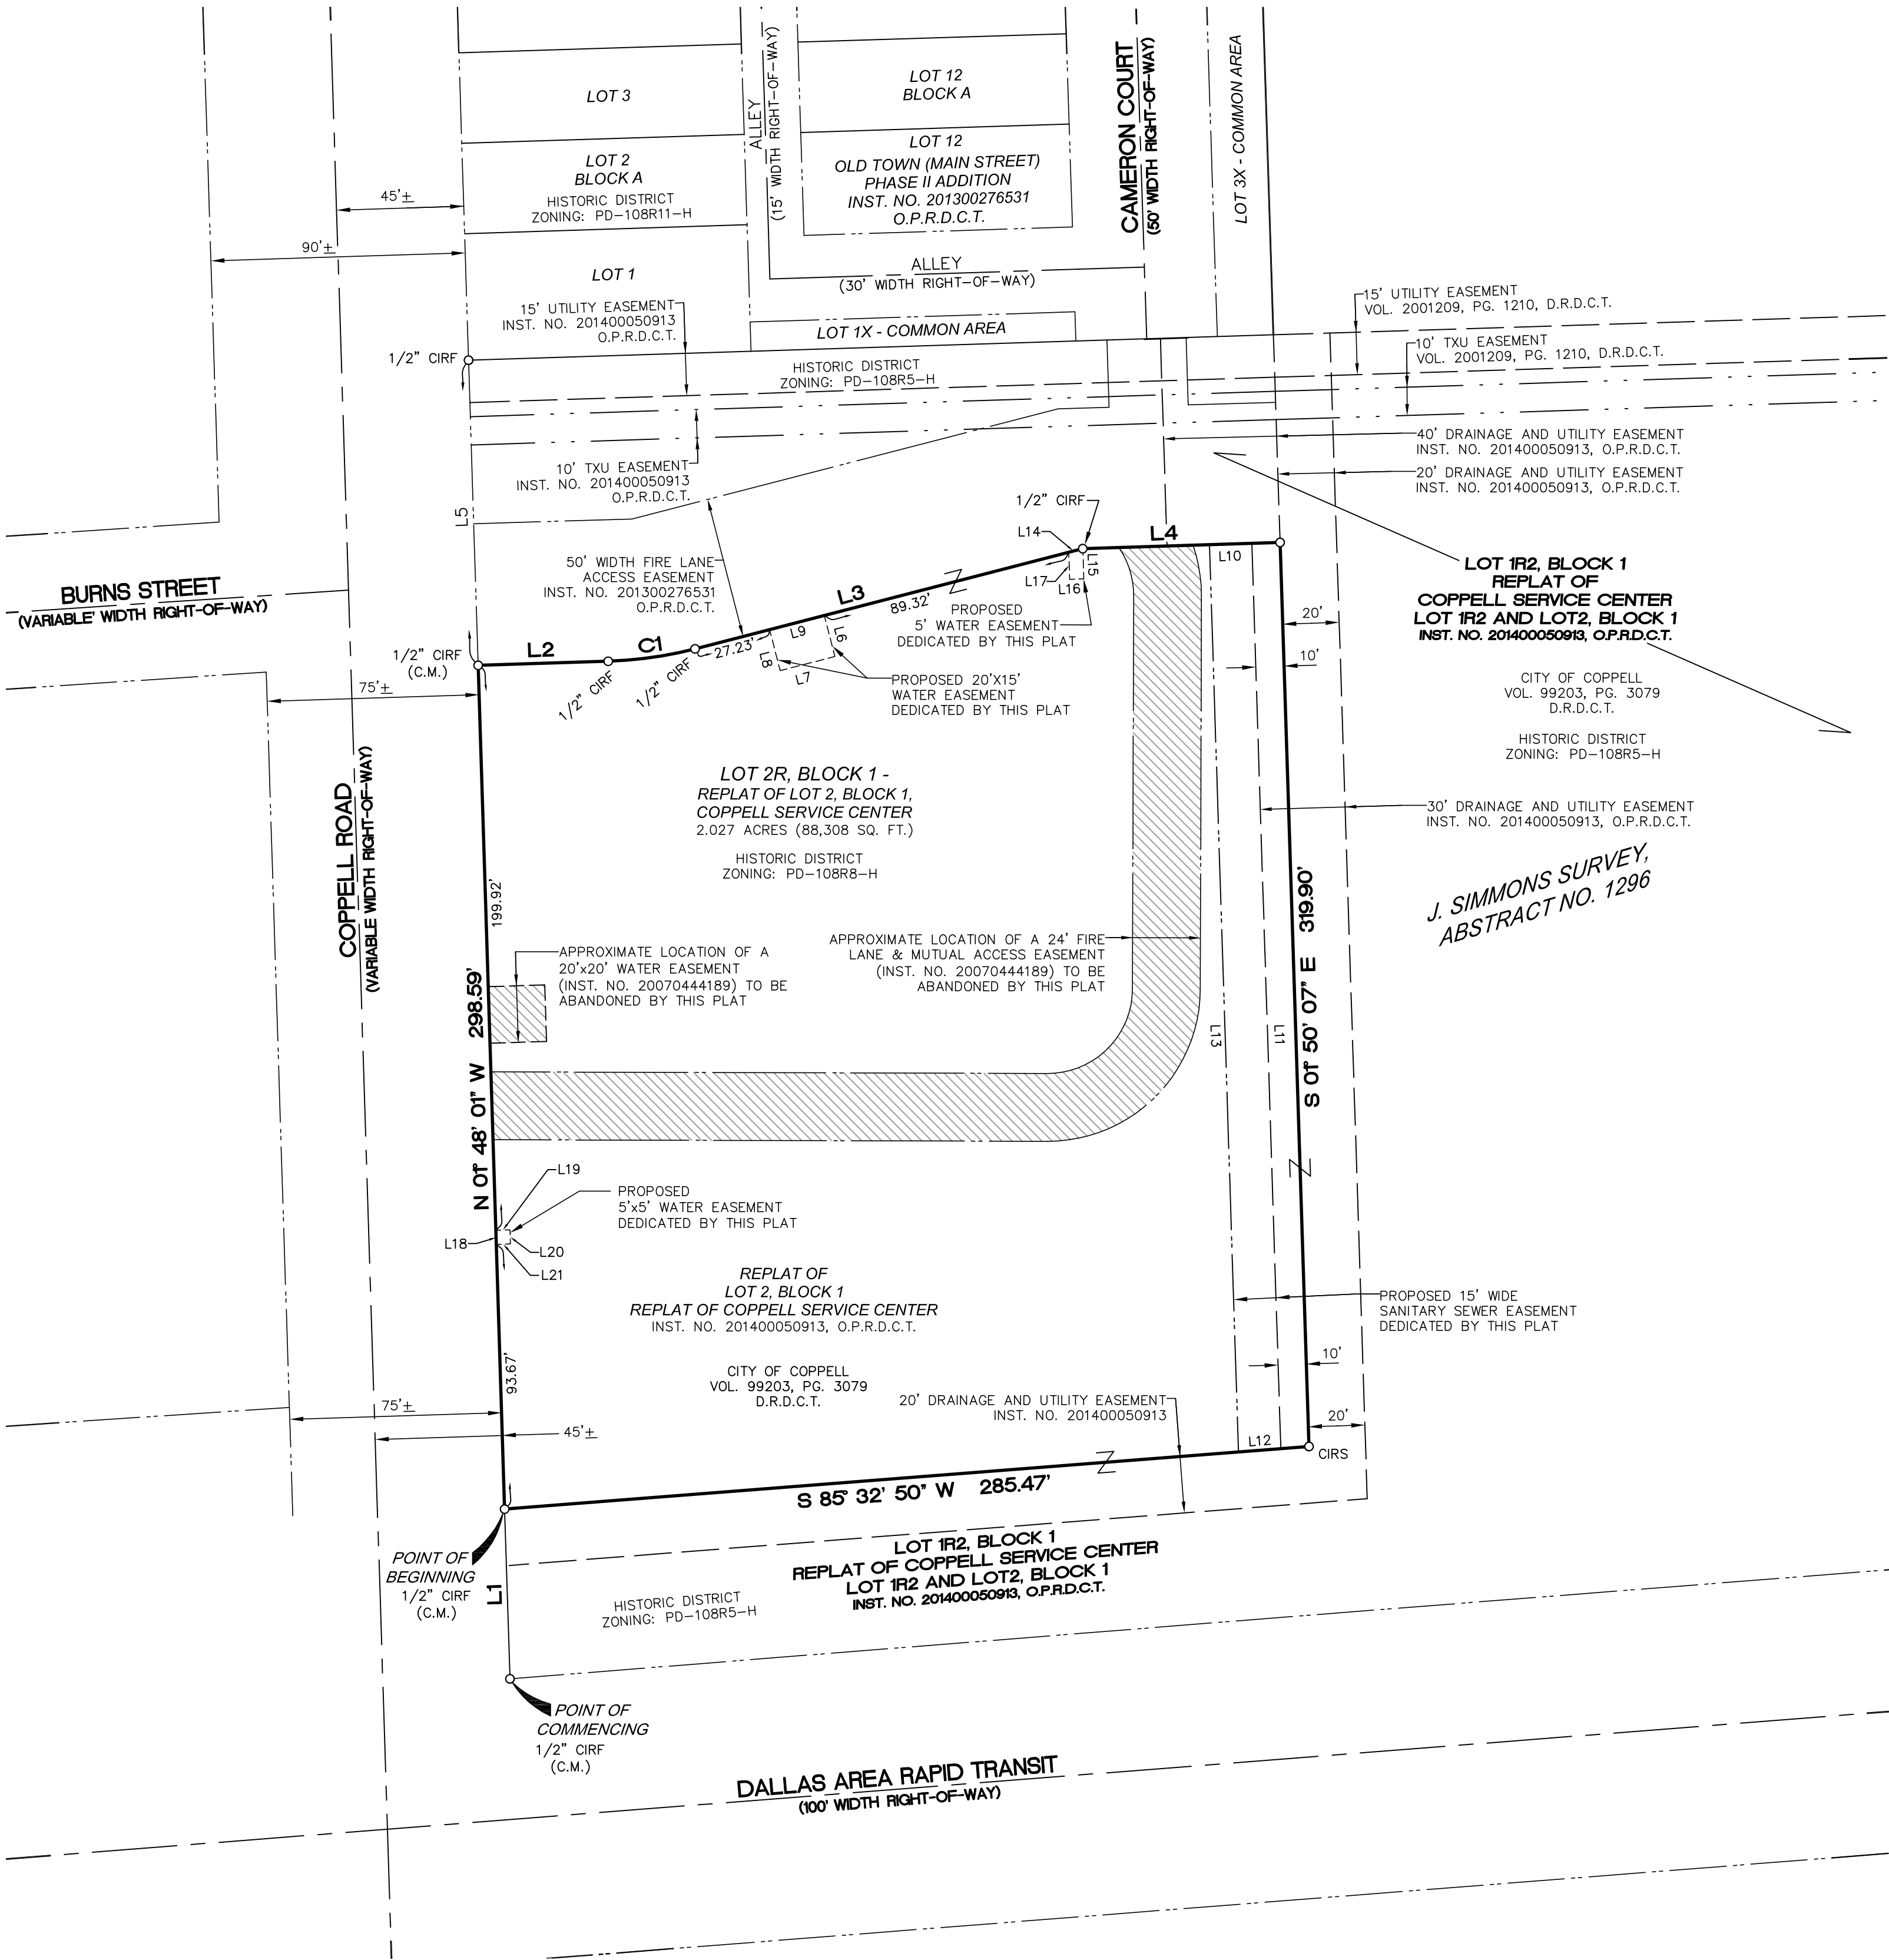 LOT 3
LOT 2
BLOCK A
HISTORIC DISTRICT
ZONING: PD-108R11-H
LOT 1
ALLEY
(15' WIDTH RIGHT-OF-WAY)
LOT 12
BLOCK A
LOT 12
OLD TOWN (MAIN STREET)
PHASE II ADDITION
INST. NO. 201300276531
O.P.R.D.C.T.
CAMERON COURT
(50' WIDTH RIGHT-OF-WAY)
LOT 3X - COMMON AREA
45'±
90'±
ALLEY
(30' WIDTH RIGHT-OF-WAY)
15' UTILITY EASEMENT
INST. NO. 201400050913
O.P.R.D.C.T.
LOT 1X - COMMON AREA
15' UTILITY EASEMENT
VOL. 2001209, PG. 1210, D.R.D.C.T.
10' TXU EASEMENT
VOL. 2001209, PG. 1210, D.R.D.C.T.
1/2" CIRF
HISTORIC DISTRICT
ZONING: PD-108R5-H
40' DRAINAGE AND UTILITY EASEMENT
INST. NO. 201400050913, O.P.R.D.C.T.
20' DRAINAGE AND UTILITY EASEMENT
INST. NO. 201400050913, O.P.R.D.C.T.
10' TXU EASEMENT
INST. NO. 201400050913
O.P.R.D.C.T.
L5
1/2" CIRF
L14
L4
L10
L15
L17
L16
50' WIDTH FIRE LANE
ACCESS EASEMENT
INST. NO. 201300276531
O.P.R.D.C.T.
BURNS STREET
(VARIABLE' WIDTH RIGHT-OF-WAY)
L3
89.32'
PROPOSED
5' WATER EASEMENT
DEDICATED BY THIS PLAT
LOT 1R2, BLOCK 1
REPLAT OF
COPPELL SERVICE CENTER
LOT 1R2 AND LOT2, BLOCK 1
INST. NO. 201400050913, O.P.R.D.C.T.
20'
10'
1/2" CIRF
(C.M.)
L2
C1
27.23'
L9
L6
L8
L7
1/2" CIRF
1/2" CIRF
75'±
PROPOSED 20'X15'
WATER EASEMENT
DEDICATED BY THIS PLAT
CITY OF COPPELL
VOL. 99203, PG. 3079
D.R.D.C.T.
HISTORIC DISTRICT
ZONING: PD-108R5-H
COPPELL ROAD
(VARIABLE WIDTH RIGHT-OF-WAY)
LOT 2R, BLOCK 1 -
REPLAT OF LOT 2, BLOCK 1,
COPPELL SERVICE CENTER
2.027 ACRES (88,308 SQ. FT.)
HISTORIC DISTRICT
ZONING: PD-108R8-H
30' DRAINAGE AND UTILITY EASEMENT
INST. NO. 201400050913, O.P.R.D.C.T.
J. SIMMONS SURVEY,
ABSTRACT NO. 1296
199.92'
N 01° 48' 01" W 298.59'
APPROXIMATE LOCATION OF A
20'x20' WATER EASEMENT
(INST. NO. 20070444189) TO BE
ABANDONED BY THIS PLAT
APPROXIMATE LOCATION OF A 24' FIRE
LANE & MUTUAL ACCESS EASEMENT
(INST. NO. 20070444189) TO BE
ABANDONED BY THIS PLAT
L13
L11
S 01° 50' 07" E 319.90'
L19
PROPOSED
5'x5' WATER EASEMENT
DEDICATED BY THIS PLAT
L18
L20
L21
REPLAT OF
LOT 2, BLOCK 1
REPLAT OF COPPELL SERVICE CENTER
INST. NO. 201400050913, O.P.R.D.C.T.
PROPOSED 15' WIDE
SANITARY SEWER EASEMENT
DEDICATED BY THIS PLAT
93.67'
CITY OF COPPELL
VOL. 99203, PG. 3079
D.R.D.C.T.
10'
75'±
45'±
20' DRAINAGE AND UTILITY EASEMENT
INST. NO. 201400050913
20'
L12
CIRS
S 85° 32' 50" W 285.47'
POINT OF
BEGINNING
1/2" CIRF
(C.M.)
L1
LOT 1R2, BLOCK 1
REPLAT OF COPPELL SERVICE CENTER
LOT 1R2 AND LOT2, BLOCK 1
INST. NO. 201400050913, O.P.R.D.C.T.
HISTORIC DISTRICT
ZONING: PD-108R5-H
POINT OF
COMMENCING
1/2" CIRF
(C.M.)
DALLAS AREA RAPID TRANSIT
(100' WIDTH RIGHT-OF-WAY)